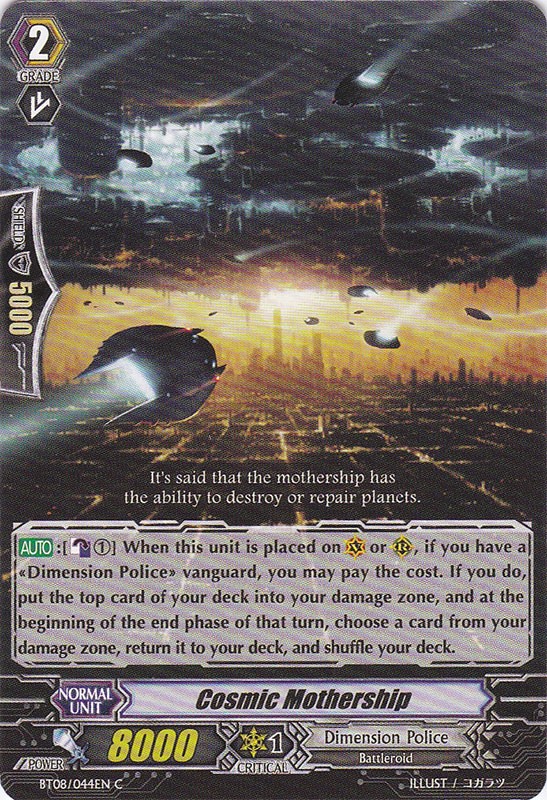 2
GRADE
SHIELD
5000
It's said that the mothership has
the ability to destroy or repair planets.
AUTO :[ ①] When this unit is placed on V or R, if you have a
«Dimension Police» vanguard, you may pay the cost. If you do,
put the top card of your deck into your damage zone, and at the
beginning of the end phase of that turn, choose a card from your
damage zone, return it to your deck, and shuffle your deck.
NORMAL
UNIT
Cosmic Mothership
POWER
8000
1
CRITICAL
Dimension Police
Battleroid
BT08/044EN C
ILLUST / コガラツ